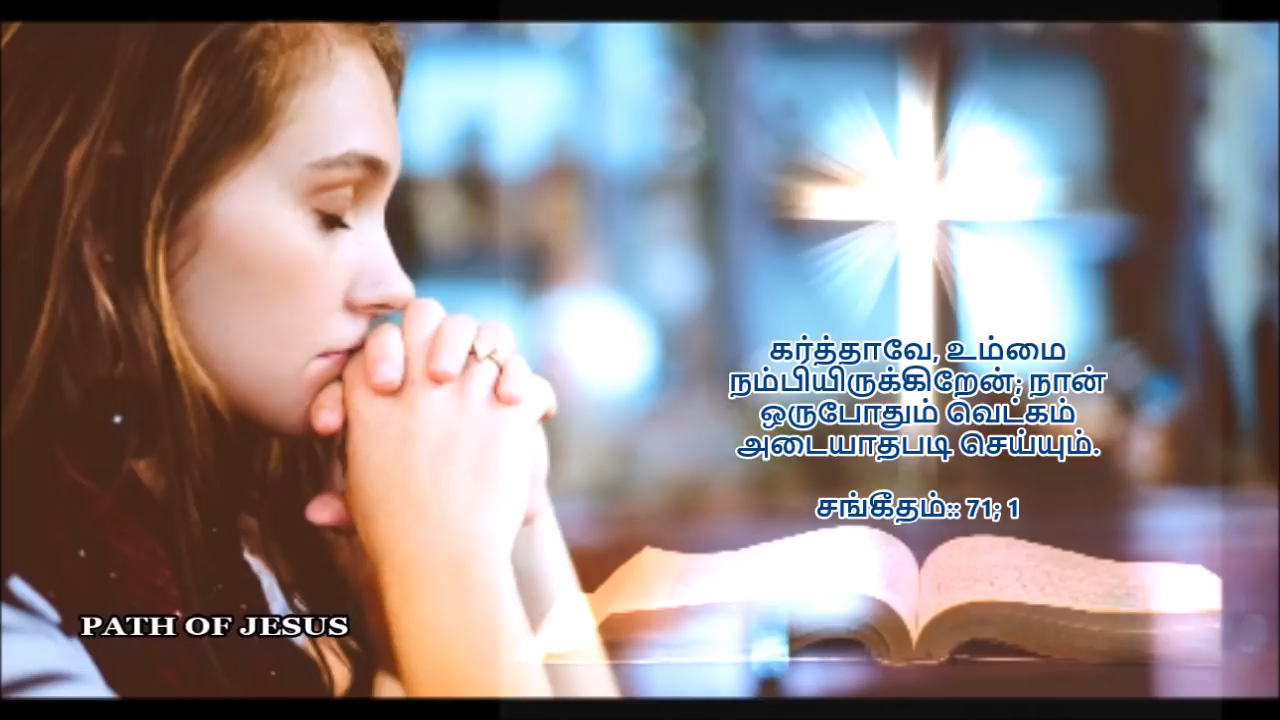 கர்த்தாவே, உம்மை
நம்பியிருக்கிறேன்; நான்
ஒருபோதும் வெட்கம்
அடையாதபடி செய்யும்.
சங்கீதம்:: 71; 1
PATH OF JESUS